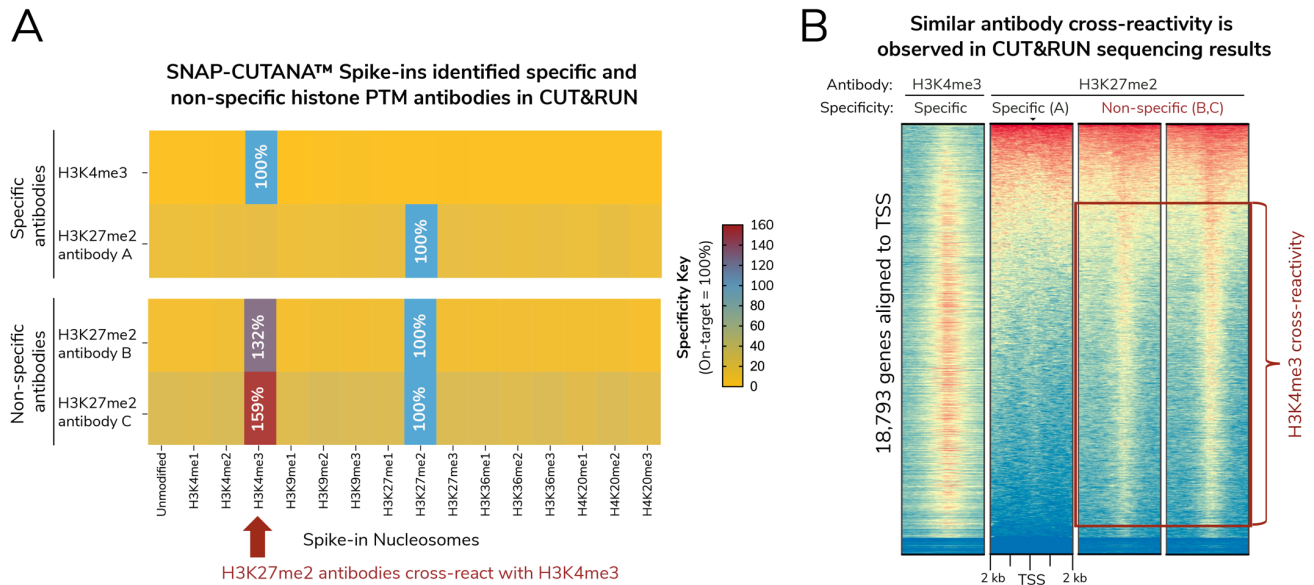 A
SNAP-CUTANA™ Spike-ins identified specific and
non-specific histone PTM antibodies in CUT&RUN
Specific
antibodies
H3K4me3
100%
H3K27me2
antibody A
100%
Non-specific
antibodies
H3K27me2
antibody B
132%
100%
H3K27me2
antibody C
159%
100%
Unmodified
H3K4me1
H3K4me2
H3K4me3
H3K9me1
H3K9me2
H3K9me3
H3K27me1
H3K27me2
H3K27me3
H3K36me1
H3K36me2
H3K36me3
H4K20me1
H4K20me2
H4K20me3
Spike-in Nucleosomes
H3K27me2 antibodies cross-react with H3K4me3
Specificity Key
(On-target = 100%)
160
140
120
100
80
60
40
20
0
B
Similar antibody cross-reactivity is
observed in CUT&RUN sequencing results
Antibody: H3K4me3 H3K27me2
Specificity: Specific Specific (A) Non-specific (B,C)
18,793 genes aligned to TSS
H3K4me3 cross-reactivity
2 kb TSS 2 kb